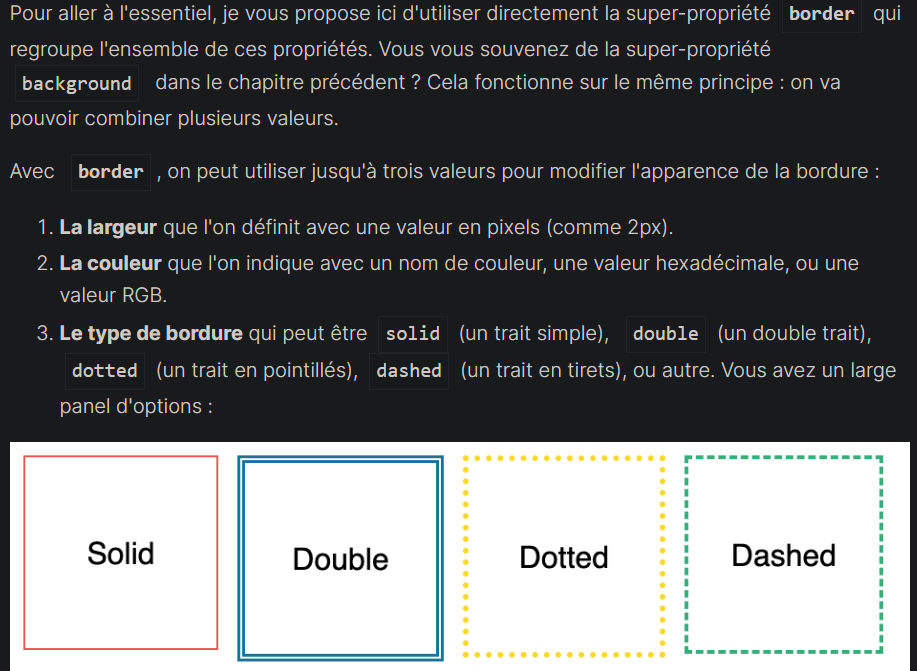 Pour aller à l'essentiel, je vous propose ici d'utiliser directement la super-propriété border qui
regroupe l'ensemble de ces propriétés. Vous vous souvenez de la super-propriété
background dans le chapitre précédent ? Cela fonctionne sur le même principe : on va
pouvoir combiner plusieurs valeurs.
Avec border , on peut utiliser jusqu'à trois valeurs pour modifier l'apparence de la bordure :
1. La largeur que l'on définit avec une valeur en pixels (comme 2px).
2. La couleur que l'on indique avec un nom de couleur, une valeur hexadécimale, ou une
valeur RGB.
3. Le type de bordure qui peut être solid (un trait simple), double (un double trait),
dotted (un trait en pointillés), dashed (un trait en tirets), ou autre. Vous avez un large
panel d'options :
Solid Double Dotted Dashed